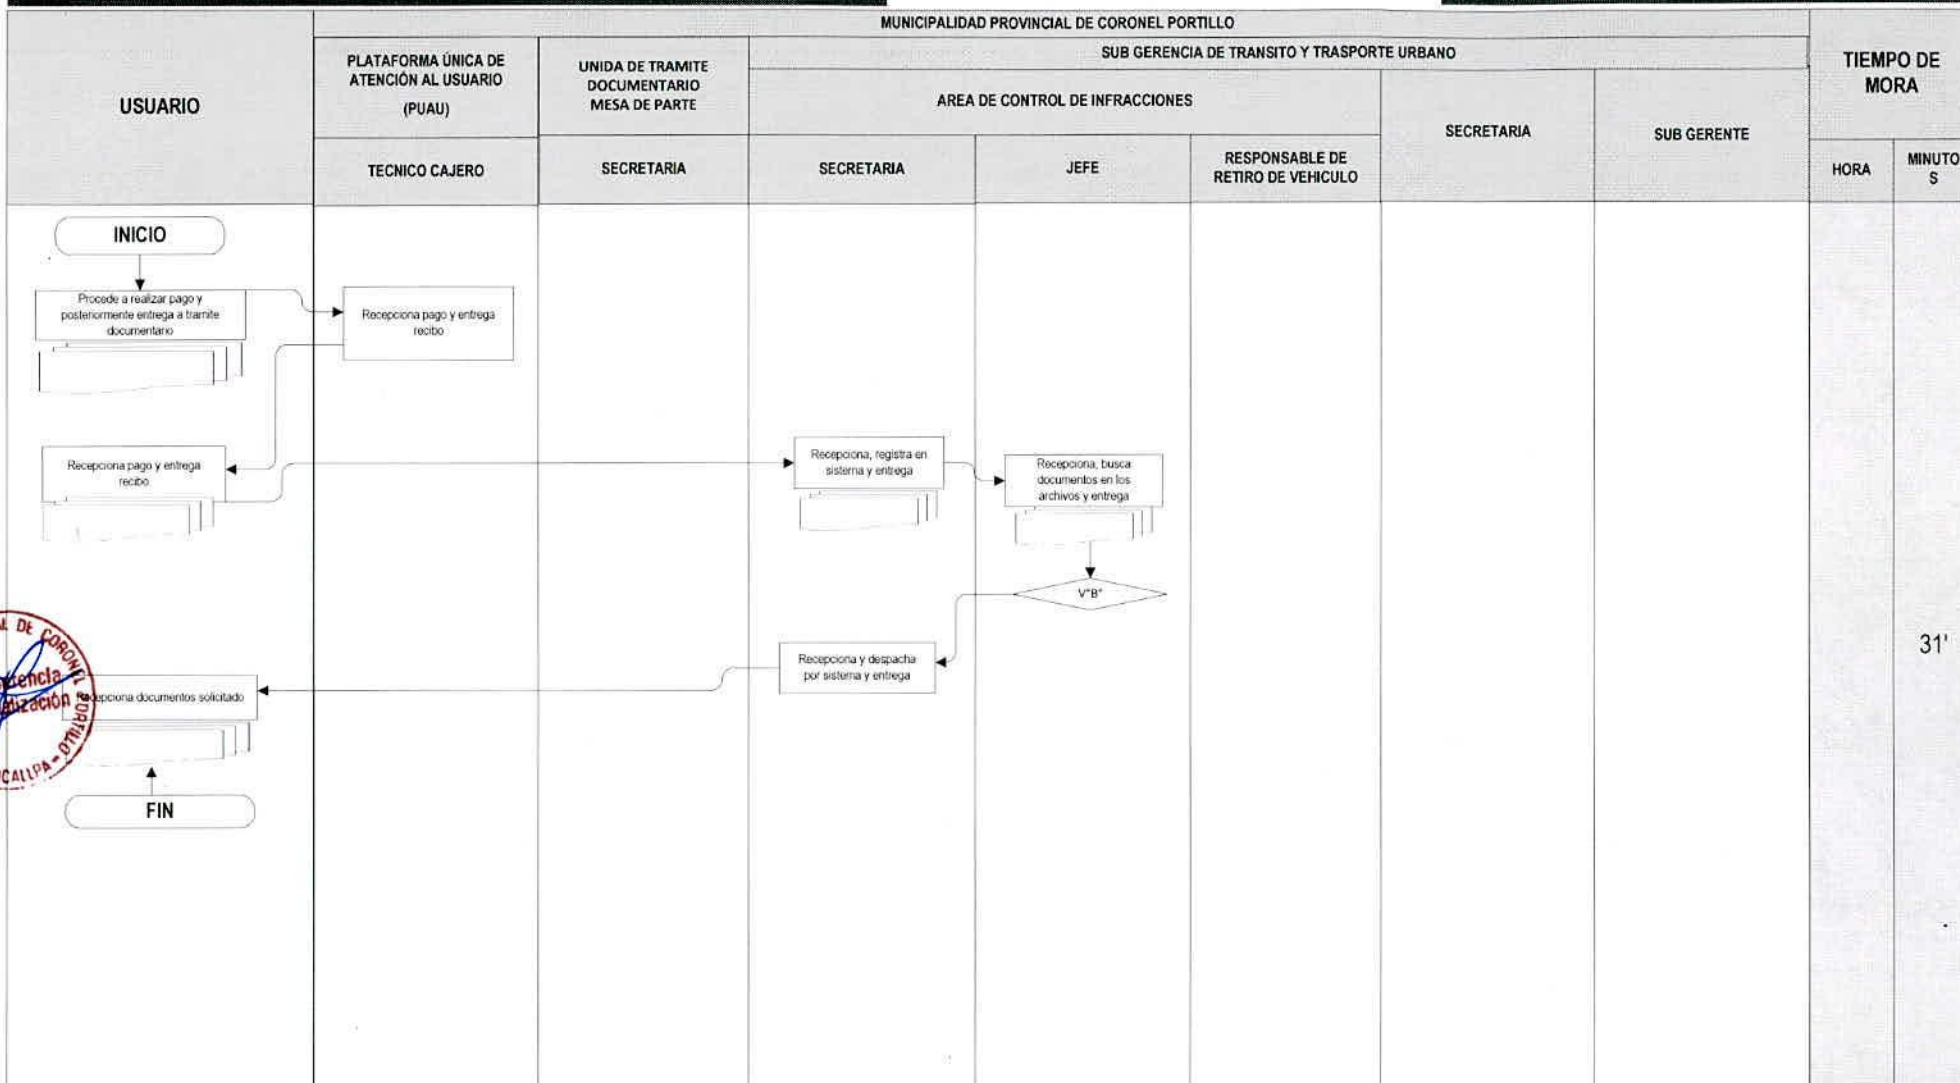 MUNICIPALIDAD PROVINCIAL DE CORONEL PORTILLO
USUARIO
PLATAFORMA ÚNICA DE
ATENCIÓN AL USUARIO
(PUAU)
UNIDA DE TRAMITE
DOCUMENTARIO
MESA DE PARTE
SUB GERENCIA DE TRANSITO Y TRASPORTE URBANO
TIEMPO DE
MORA
AREA DE CONTROL DE INFRACCIONES
SECRETARIA
SUB GERENTE
TECNICO CAJERO
SECRETARIA
SECRETARIA
JEFE
RESPONSABLE DE
RETIRO DE VEHICULO
HORA
MINUTO
S
INICIO
Procede a realizar pago y
posteriormente entrega a tramite
documentario
Recepciona pago y entrega
recibo
Recepciona pago y entrega
recibo
Recepciona, registra en
sistema y entrega
Recepciona, busca
documentos en los
archivos y entrega
V°B°
Recepciona y despacha
por sistema y entrega
31'
Recepciona documentos solicitado
FIN
DE CORONEL PORTILLO